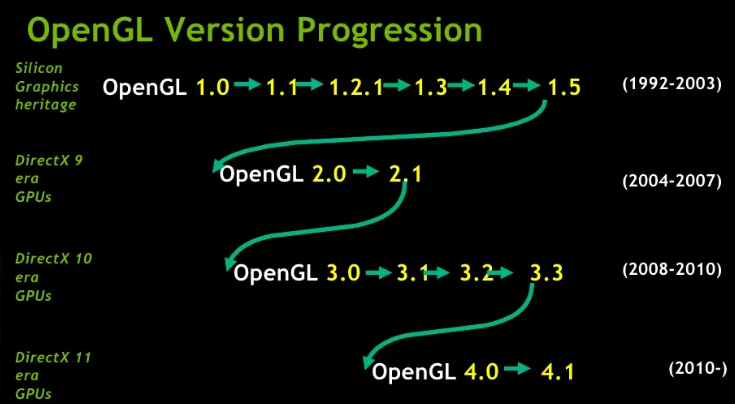 OpenGL Version Progression
Silicon
Graphics
heritage
OpenGL 1.0 1.1 1.2.1 1.3 1.4 1.5 (1992-2003)
DirectX 9
era
GPUs
OpenGL 2.0 2.1 (2004-2007)
DirectX 10
era
GPUs
OpenGL 3.0 3.1 3.2 3.3 (2008-2010)
DirectX 11
era
GPUs
OpenGL 4.0 4.1 (2010-)